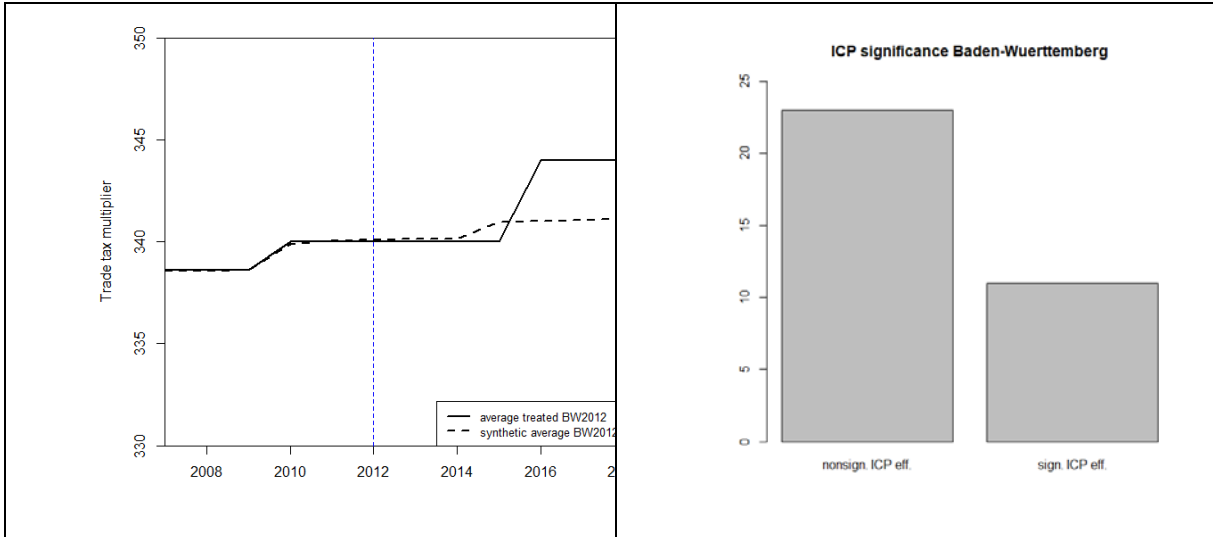 Trade tax multiplier
350
345
340
335
330
2008 2010 2012 2014 2016
average treated BW2012
synthetic average BW2012
ICP significance Baden-Wuerttemberg
25
20
15
10
5
0
nonsign. ICP eff. sign. ICP eff.